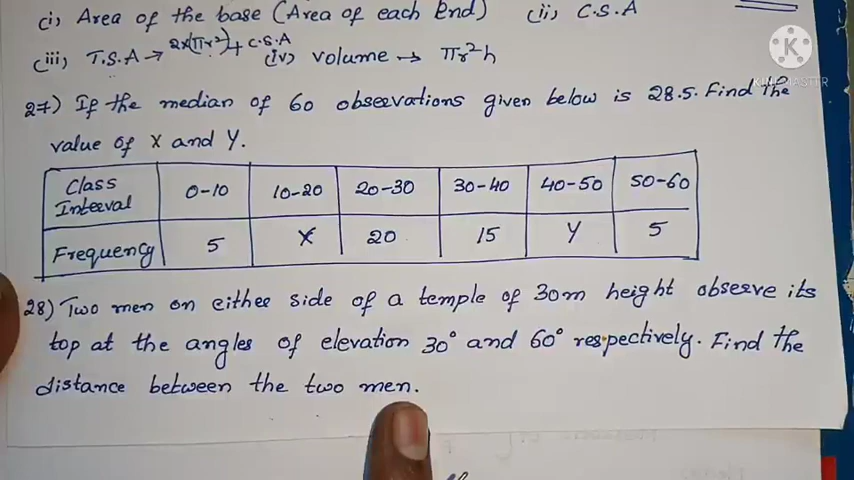 (i) Area of the base (Area of each End) (ii) C.S.A
(iii) T.S.A → 2x(πr²)+ C.S.A (iv) volume → πr²h
KINEMASTER
27) If the median of 60 observations given below is 28.5. Find the
value of X and Y.
Class Interval 0-10 10-20 20-30 30-40 40-50 50-60
Frequency 5 X 20 15 Y 5
28) Two men on either side of a temple of 30m height observe its
top at the angles of elevation 30° and 60° respectively. Find the
distance between the two men.